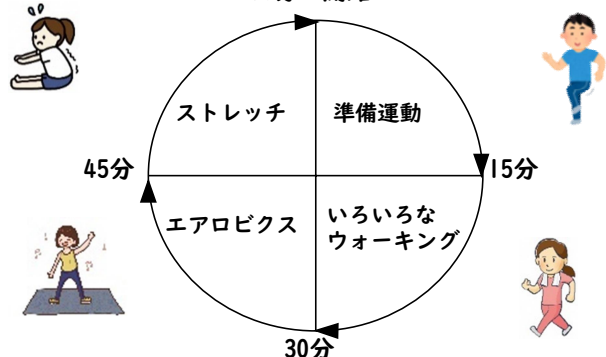 ストレッチ
準備運動
45分
15分
エアロビクス
いろいろな
ウォーキング
30分